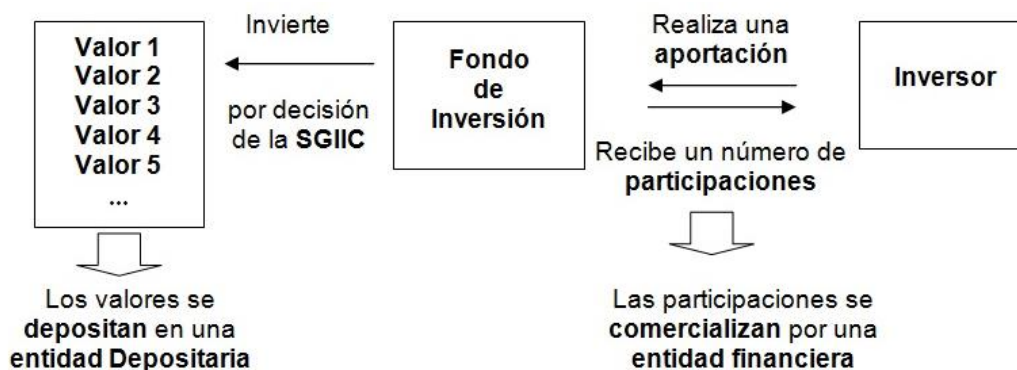 Valor 1
Valor 2
Valor 3
Valor 4
Valor 5
...
Invierte
por decisión
de la SGIIC
Fondo
de
Inversión
Realiza una
aportación
Recibe un número de
participaciones
Inversor
Los valores se
depositan en una
entidad Depositaria
Las participaciones se
comercializan por una
entidad financiera